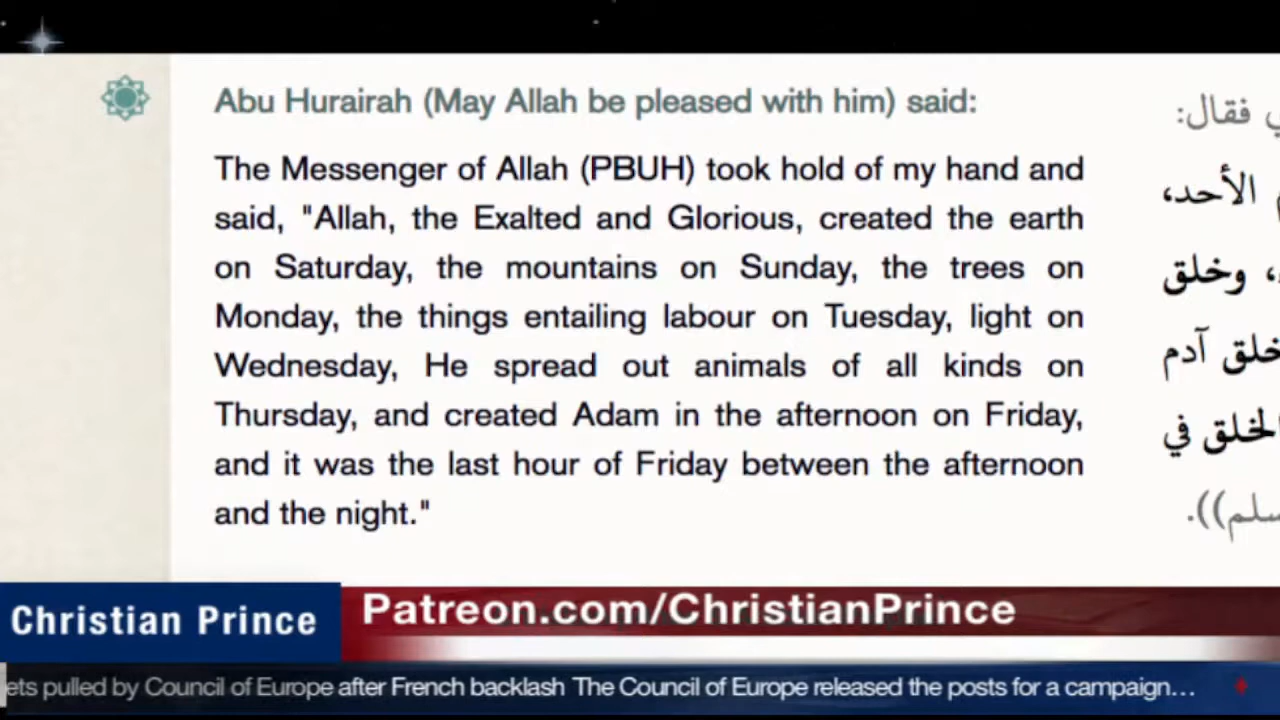 Abu Hurairah (May Allah be pleased with him) said:
The Messenger of Allah (PBUH) took hold of my hand and
said, "Allah, the Exalted and Glorious, created the earth
on Saturday, the mountains on Sunday, the trees on
Monday, the things entailing labour on Tuesday, light on
Wednesday, He spread out animals of all kinds on
Thursday, and created Adam in the afternoon on Friday,
and it was the last hour of Friday between the afternoon
and the night."
فقال:
الأحد،
وخلق
آدم
في
Christian Prince
Patreon.com/ChristianPrince
pulled by Council of Europe after French backlash The Council of Europe released the posts for a campaign...